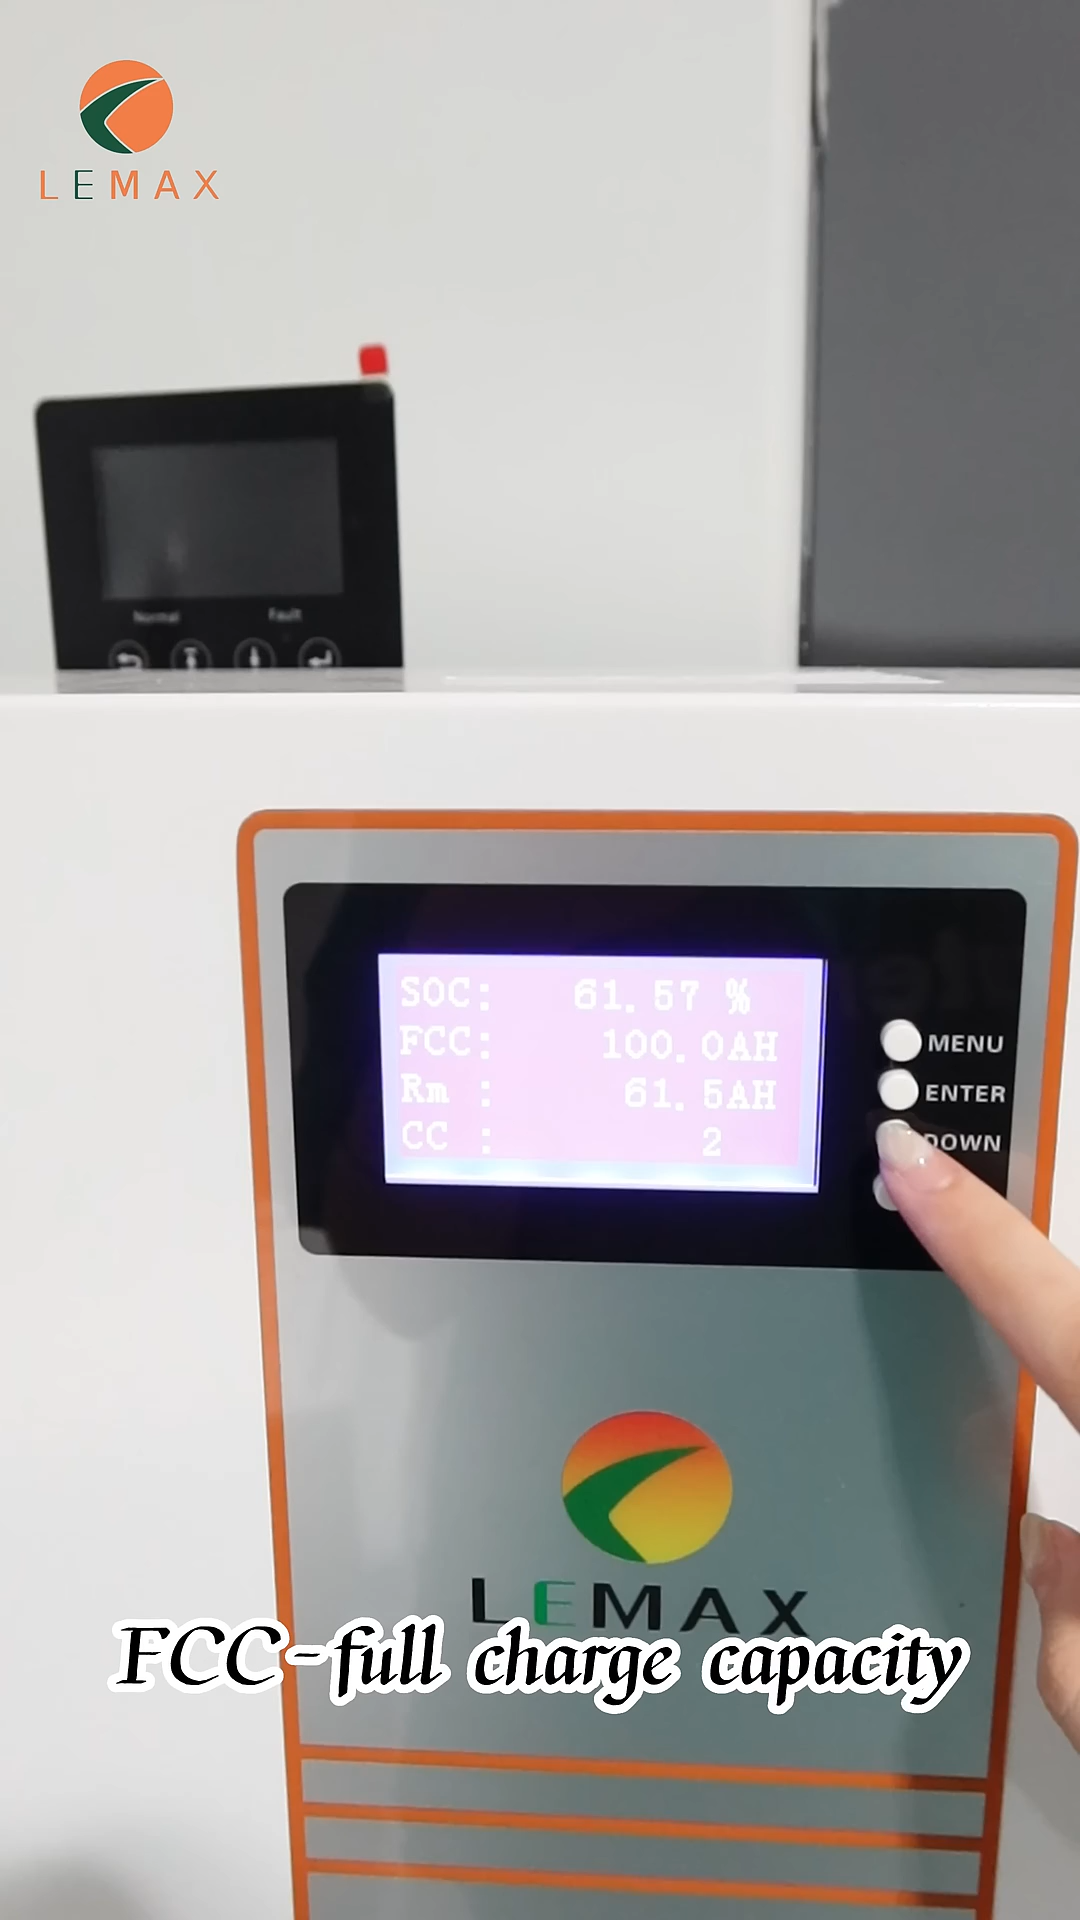 LEMAX
Normal Fault
SOC: 61.57 %
FCC: 100.0AH
Rm : 61.5AH
CC : 2
MENU
ENTER
DOWN
LEMAX
FCC-full charge capacity